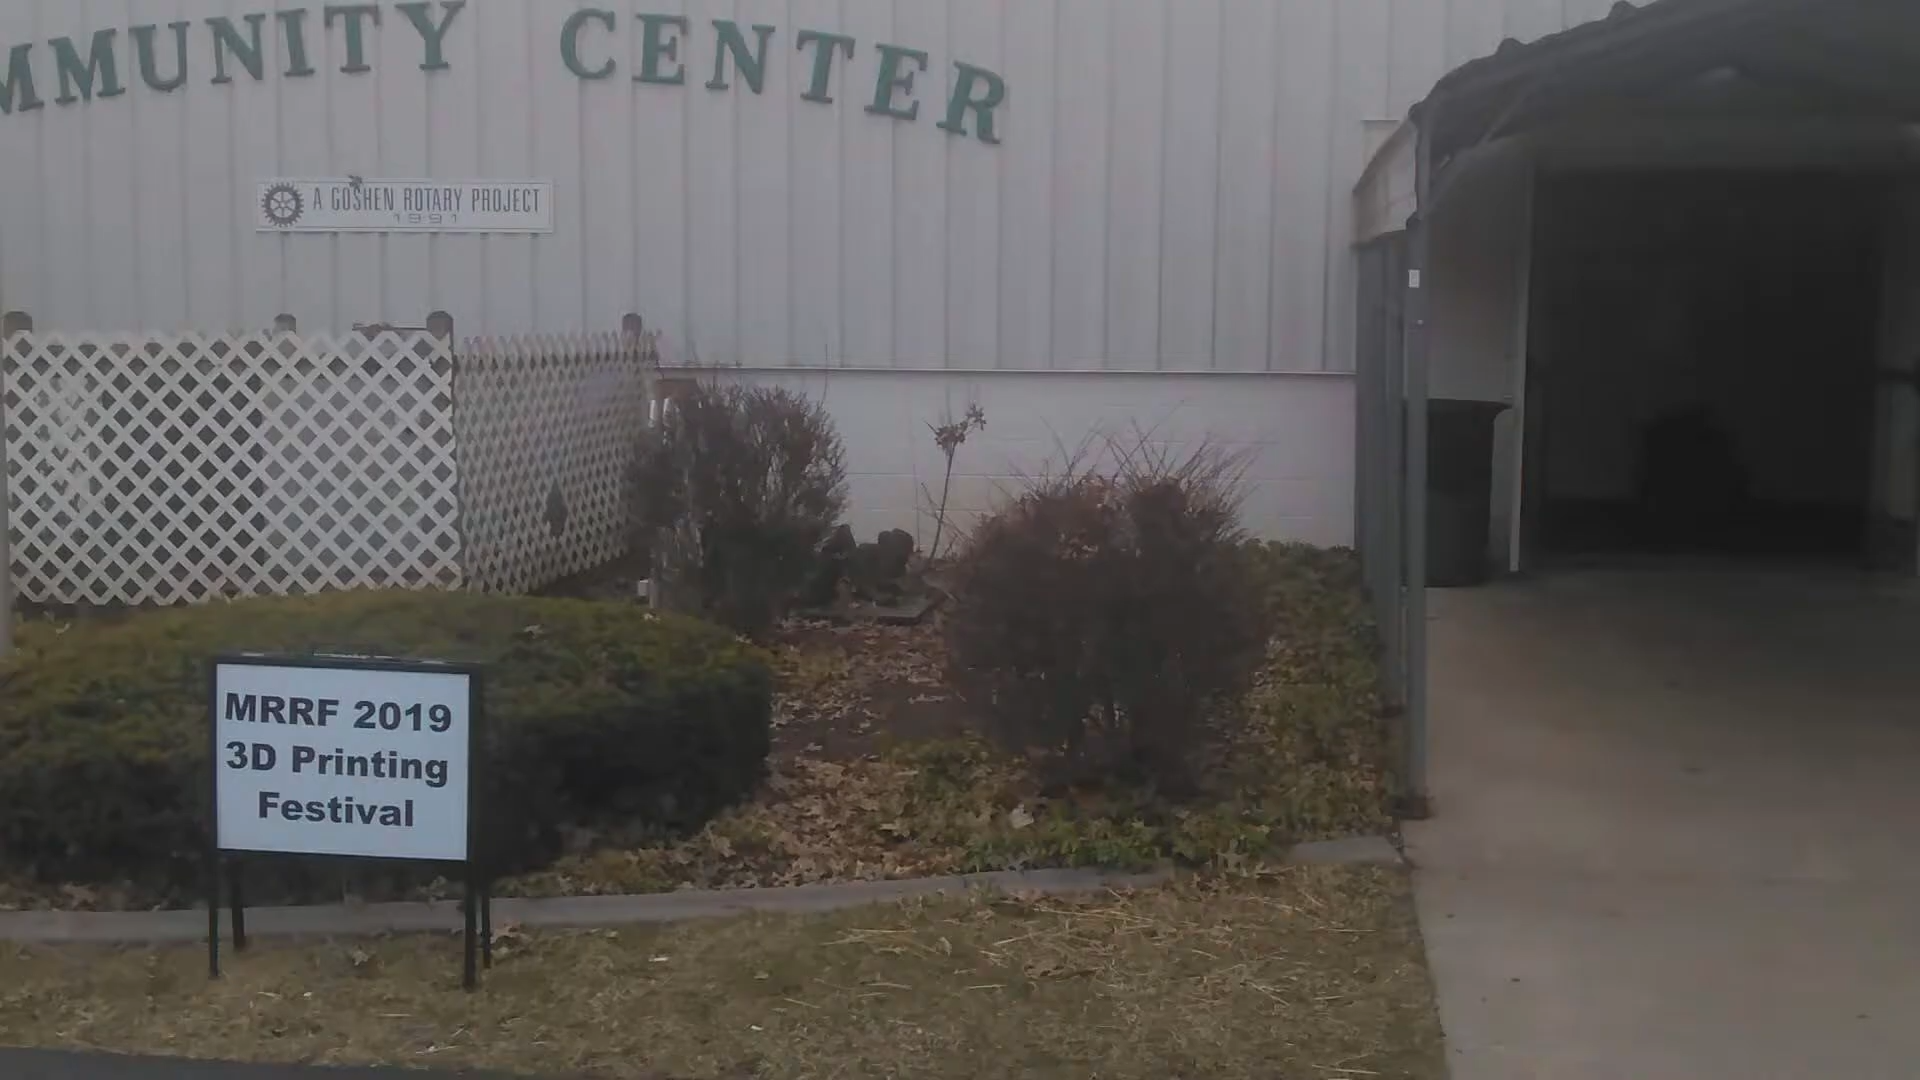 MMUNITY CENTER
A GOSHEN ROTARY PROJECT
1991
MRRF 2019
3D Printing
Festival